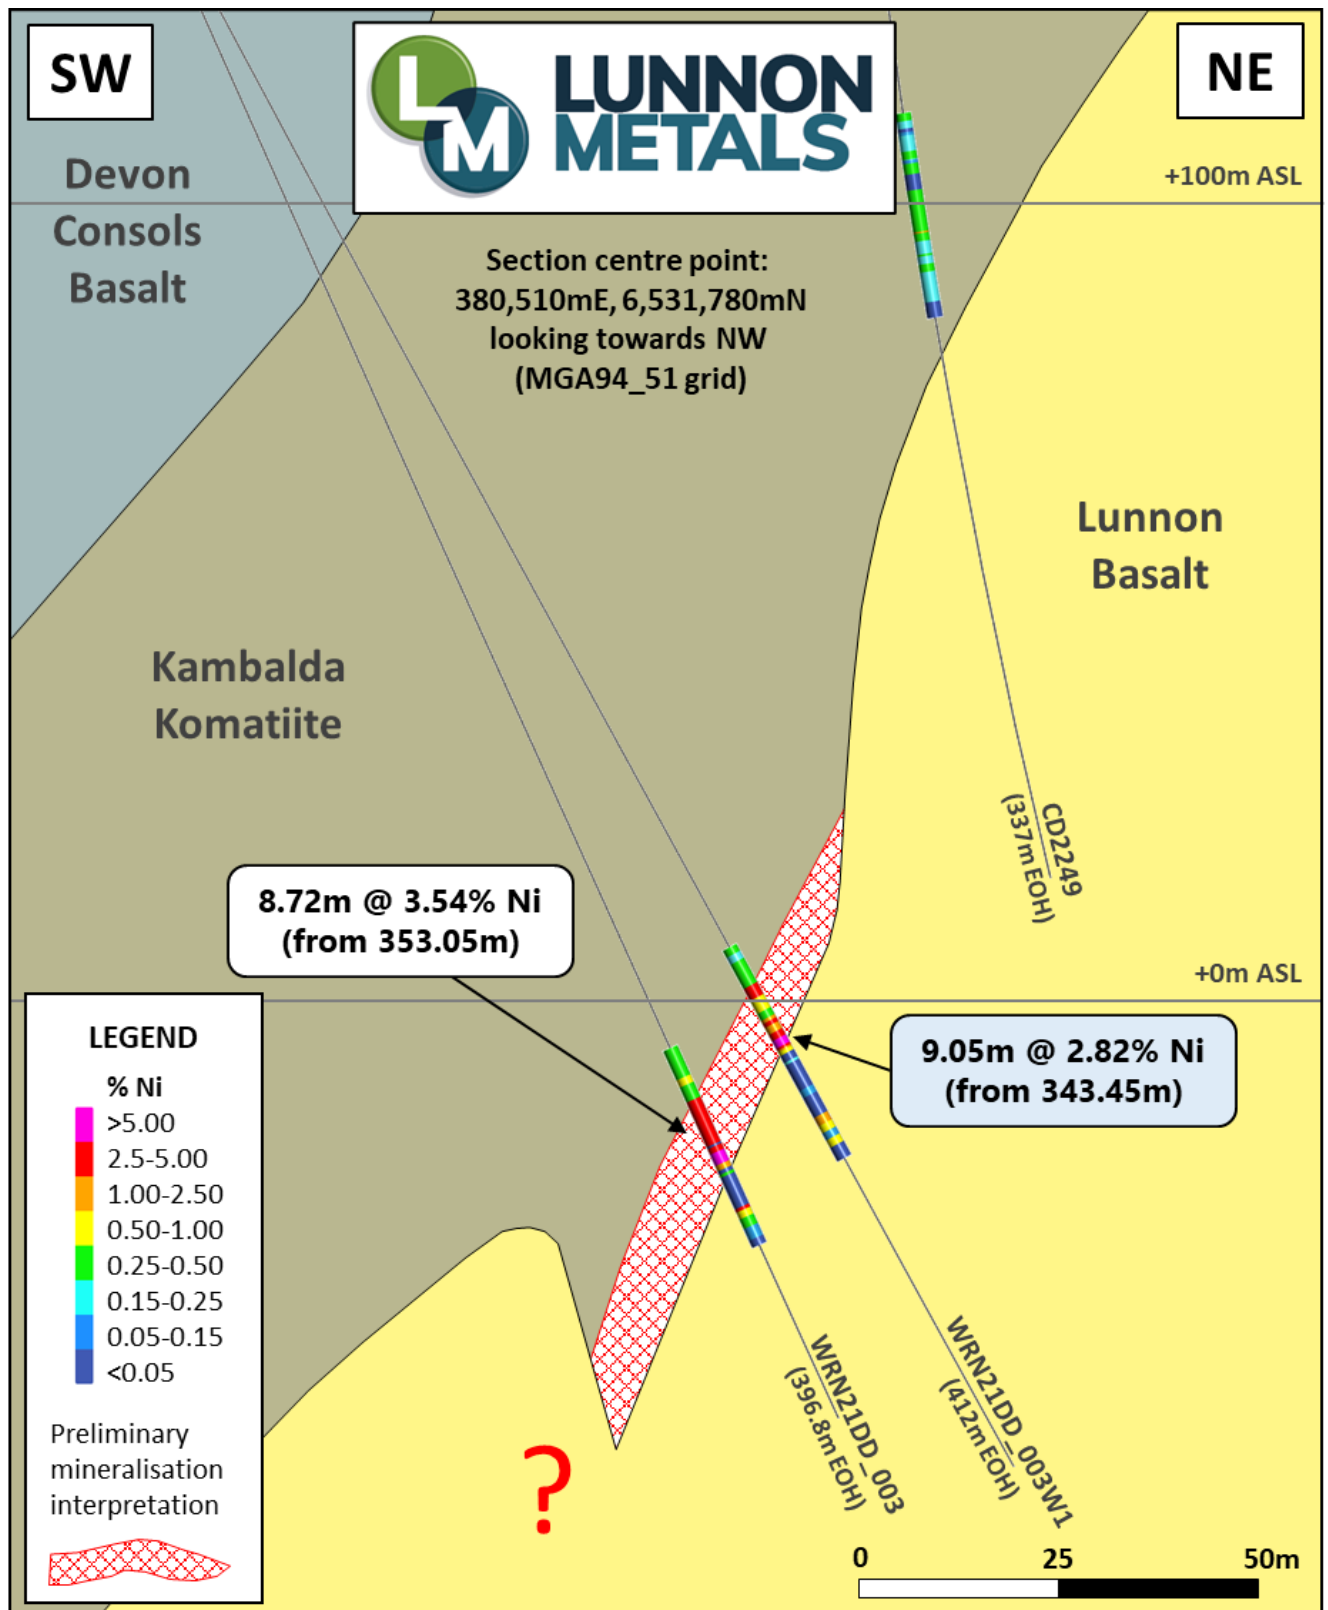 SW
LM
LUNNON
METALS
NE
Devon
Consols
Basalt
+100m ASL
Section centre point:
380,510mE, 6,531,780mN
looking towards NW
(MGA94_51 grid)
Lunnon
Basalt
Kambalda
Komatiite
CD2249
(337m EOH)
8.72m @ 3.54% Ni
(from 353.05m)
+0m ASL
9.05m @ 2.82% Ni
(from 343.45m)
LEGEND
% Ni
>5.00
2.5-5.00
1.00-2.50
0.50-1.00
0.25-0.50
0.15-0.25
0.05-0.15
<0.05
Preliminary
mineralisation
interpretation
?
WRN21DD_003
(396.8m EOH)
WRN21DD_003W1
(412m EOH)
0 25 50m